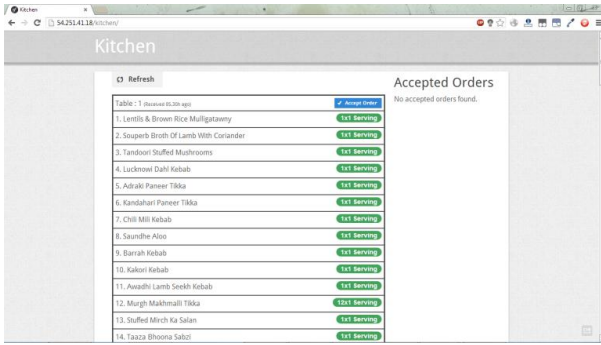 Kitchen
54.251.41.18/kitchen/
Kitchen
Refresh
Accepted Orders
No accepted orders found.
Table : 1
Accept Order
1. Lentils & Brown Rice Mulligatawny 1x1 Serving
2. Souperb Broth Of Lamb With Coriander 1x1 Serving
3. Tandoori Stuffed Mushrooms 1x1 Serving
4. Lucknowi Dahl Kebab 1x1 Serving
5. Adraki Paneer Tikka 1x1 Serving
6. Kandahari Paneer Tikka 1x1 Serving
7. Chili Mili Kebab 1x1 Serving
8. Saundhe Aloo 1x1 Serving
9. Barrah Kebab 1x1 Serving
10. Kakori Kebab 1x1 Serving
11. Awadhi Lamb Seekh Kebab 1x1 Serving
12. Murgh Makhmalli Tikka 12x1 Serving
13. Stuffed Mirch Ka Salan 1x1 Serving
14. Taaza Bhoona Sabzi 1x1 Serving